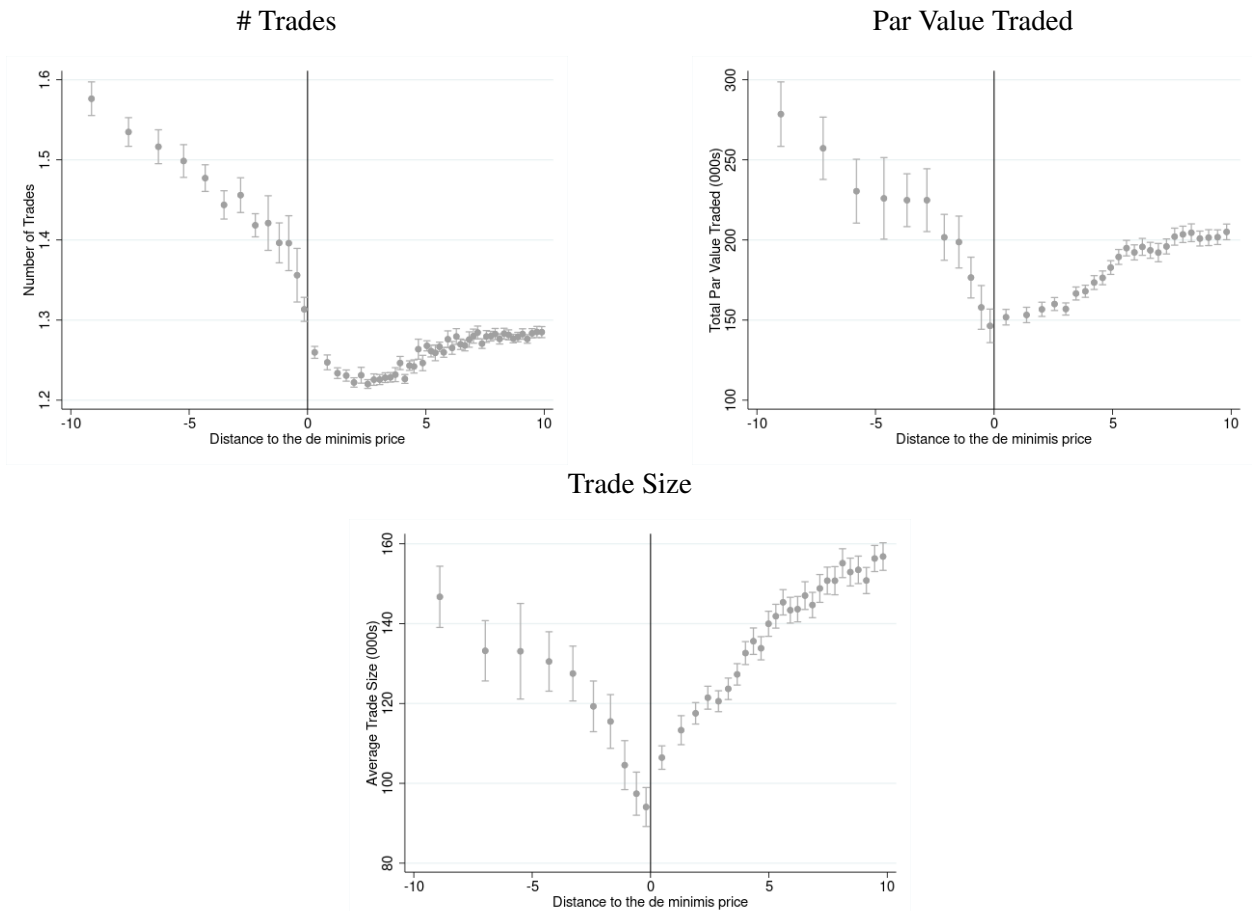 # Trades
Par Value Traded
Number of Trades
1.6
1.5
1.4
1.3
1.2
-10 -5 0 5 10
Distance to the de minimis price
Total Par Value Traded (000s)
300
250
200
150
100
-10 -5 0 5 10
Distance to the de minimis price
Trade Size
Average Trade Size (000s)
160
140
120
100
80
-10 -5 0 5 10
Distance to the de minimis price